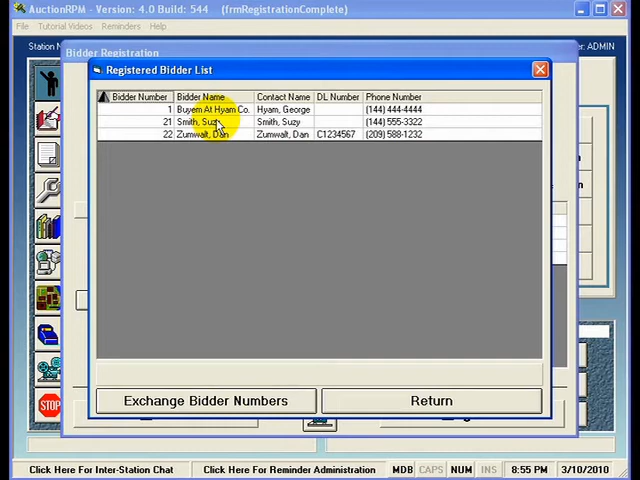 AuctionRPM - Version: 4.0 Build: 544 (frmRegistrationComplete)
File Tutorial Videos Reminders Help
Station N : ADMIN
Bidder Registration
Registered Bidder List
Bidder Number Bidder Name Contact Name DL Number Phone Number
1 Buyem At Hyam Co. Hyam, George (144) 444-4444
21 Smith, Suzy Smith, Suzy (144) 555-3322
22 Zumwalt, Dan Zumwalt, Dan C1234567 (209) 588-1232
Exchange Bidder Numbers Return
STOP
Click Here For Inter-Station Chat Click Here For Reminder Administration MDB CAPS NUM INS 8:55 PM 3/10/2010